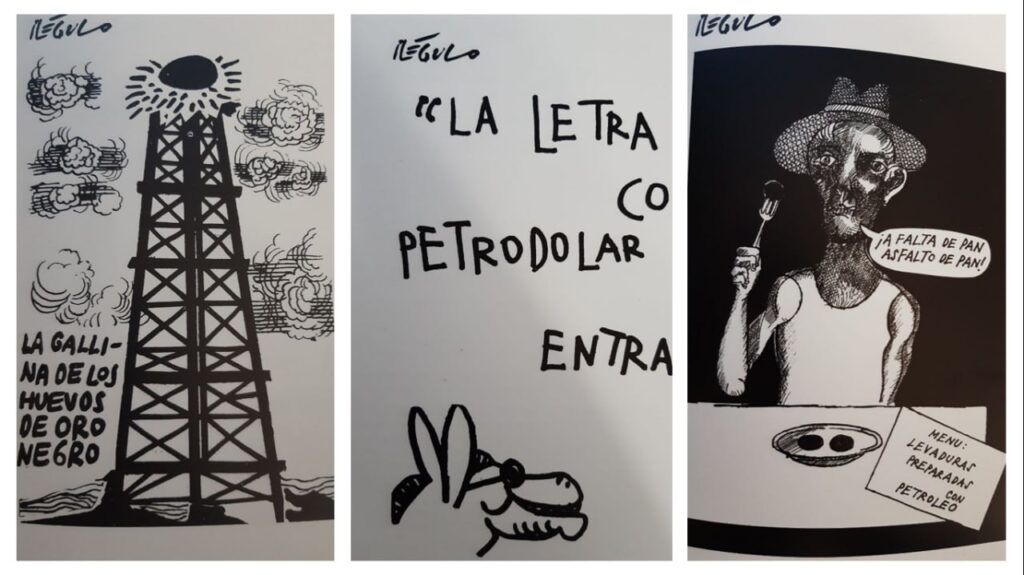 RÉGULO
LA GALLI-
NA DE LOS
HUEVOS
DE ORO
NEGRO
RÉGULO
"LA LETRA
CO
PETRODOLAR
ENTRA
RÉGULO
¡A FALTA DE PAN
ASFALTO DE PAN!
MENU:
LEVADURAS
PREPARADAS
CON
PETROLEO